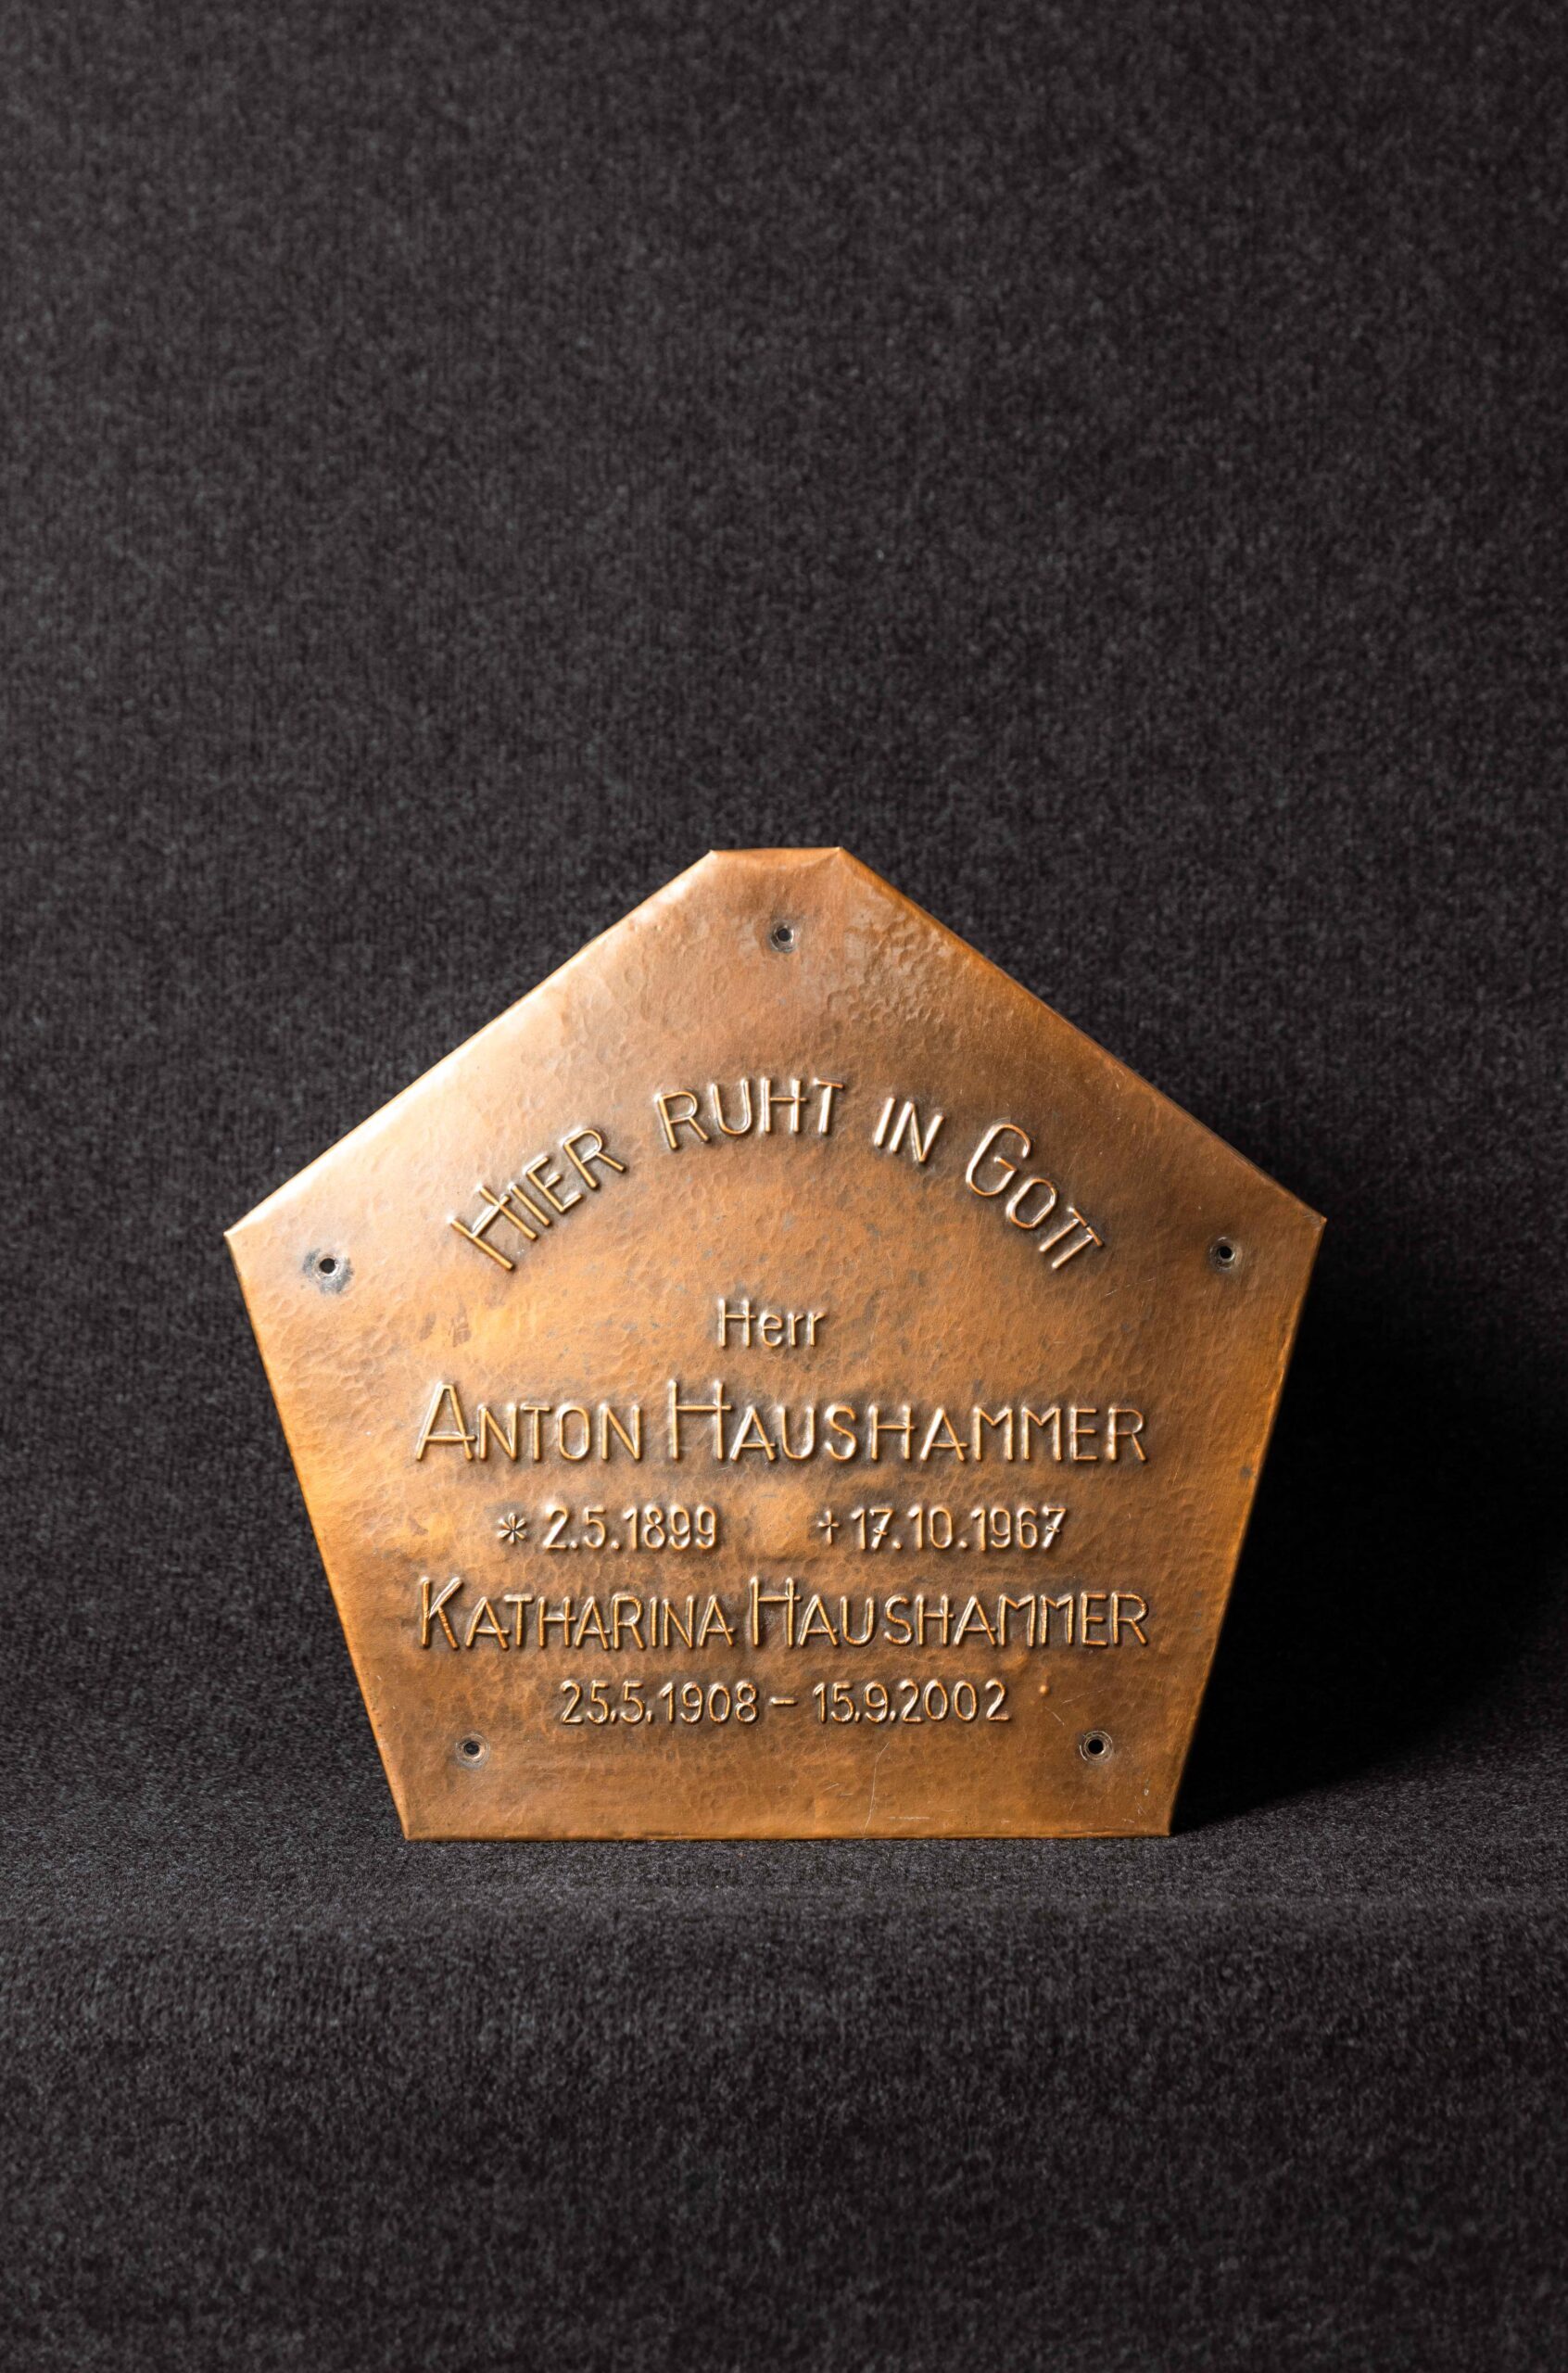 HIER RUHT IN GOTT
Herr
ANTON HAUSHAMMER
* 2.5.1899 † 17.10.1967
KATHARINA HAUSHAMMER
25.5.1908 – 15.9.2002